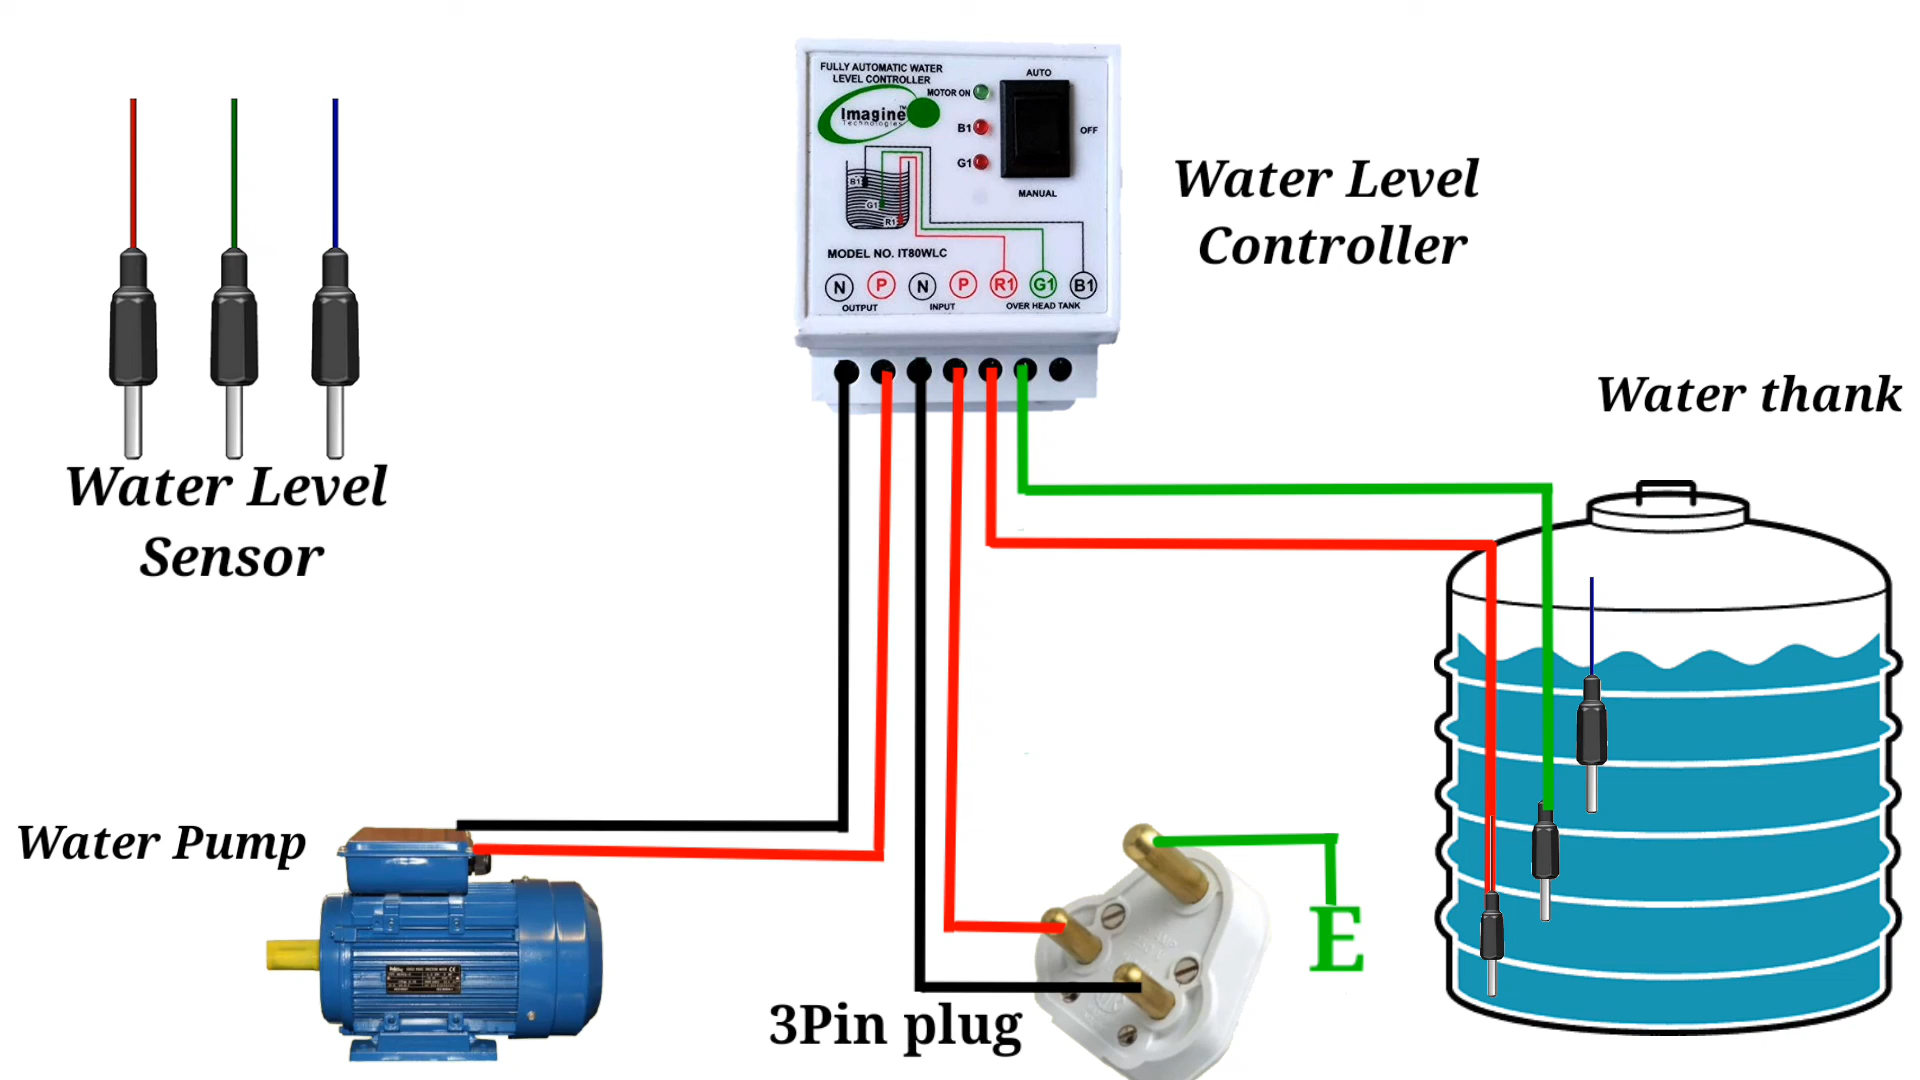 FULLY AUTOMATIC WATER
LEVEL CONTROLLER
Imagine™
Technologies
MOTOR ON
B1
G1
AUTO
OFF
MANUAL
B1
G1
R1
MODEL NO. IT80WLC
N P N P R1 G1 B1
OUTPUT INPUT OVER HEAD TANK
Water Level
Controller
Water Level
Sensor
Water thank
Water Pump
3Pin plug
E